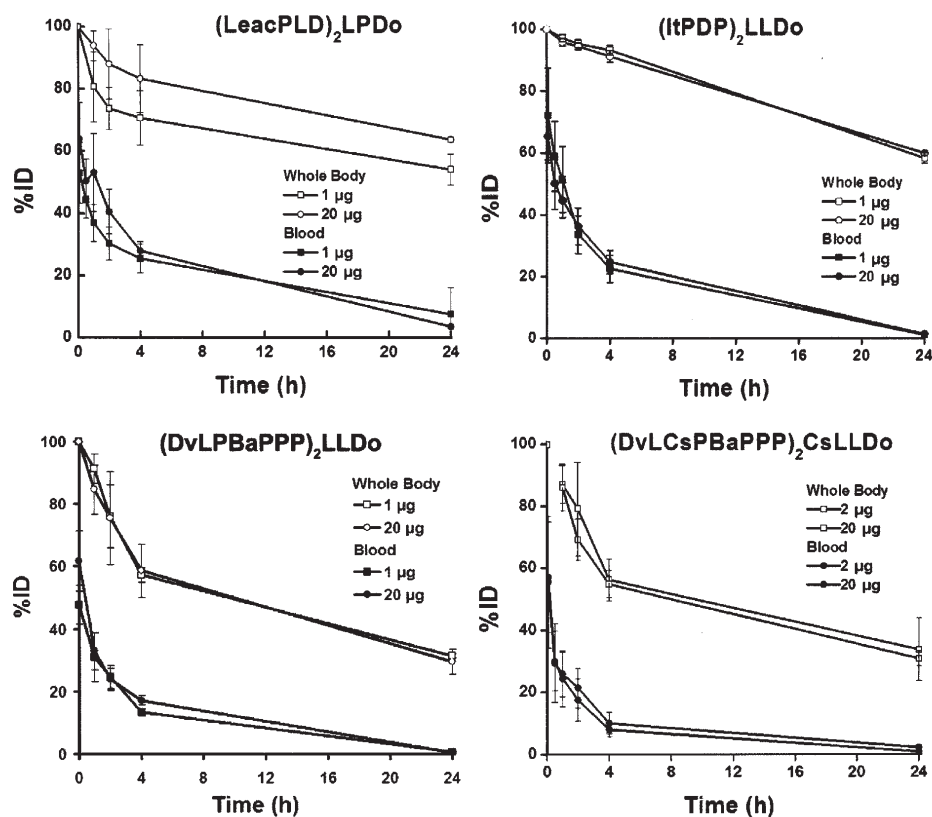 (LeacPLD)2LPDo
100
80
60
40
20
0
%ID
Whole Body
1 µg
20 µg
Blood
1 µg
20 µg
0 4 8 12 16 20 24
Time (h)
(ItPDP)2LLDo
100
80
60
40
20
0
%ID
Whole Body
1 µg
20 µg
Blood
1 µg
20 µg
0 4 8 12 16 20 24
Time (h)
(DvLPBaPPP)2LLDo
100
80
60
40
20
0
%ID
Whole Body
1 µg
20 µg
Blood
1 µg
20 µg
0 4 8 12 16 20 24
Time (h)
(DvLCsPBaPPP)2CsLLDo
100
80
60
40
20
0
%ID
Whole Body
2 µg
20 µg
Blood
2 µg
20 µg
0 4 8 12 16 20 24
Time (h)